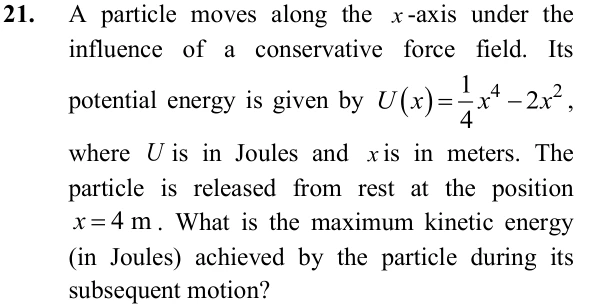 21. A particle moves along the x-axis under the
influence of a conservative force field. Its
potential energy is given by U(x)=\frac{1}{4}x^4 – 2x^2,
where U is in Joules and x is in meters. The
particle is released from rest at the position
x = 4 m. What is the maximum kinetic energy
(in Joules) achieved by the particle during its
subsequent motion?